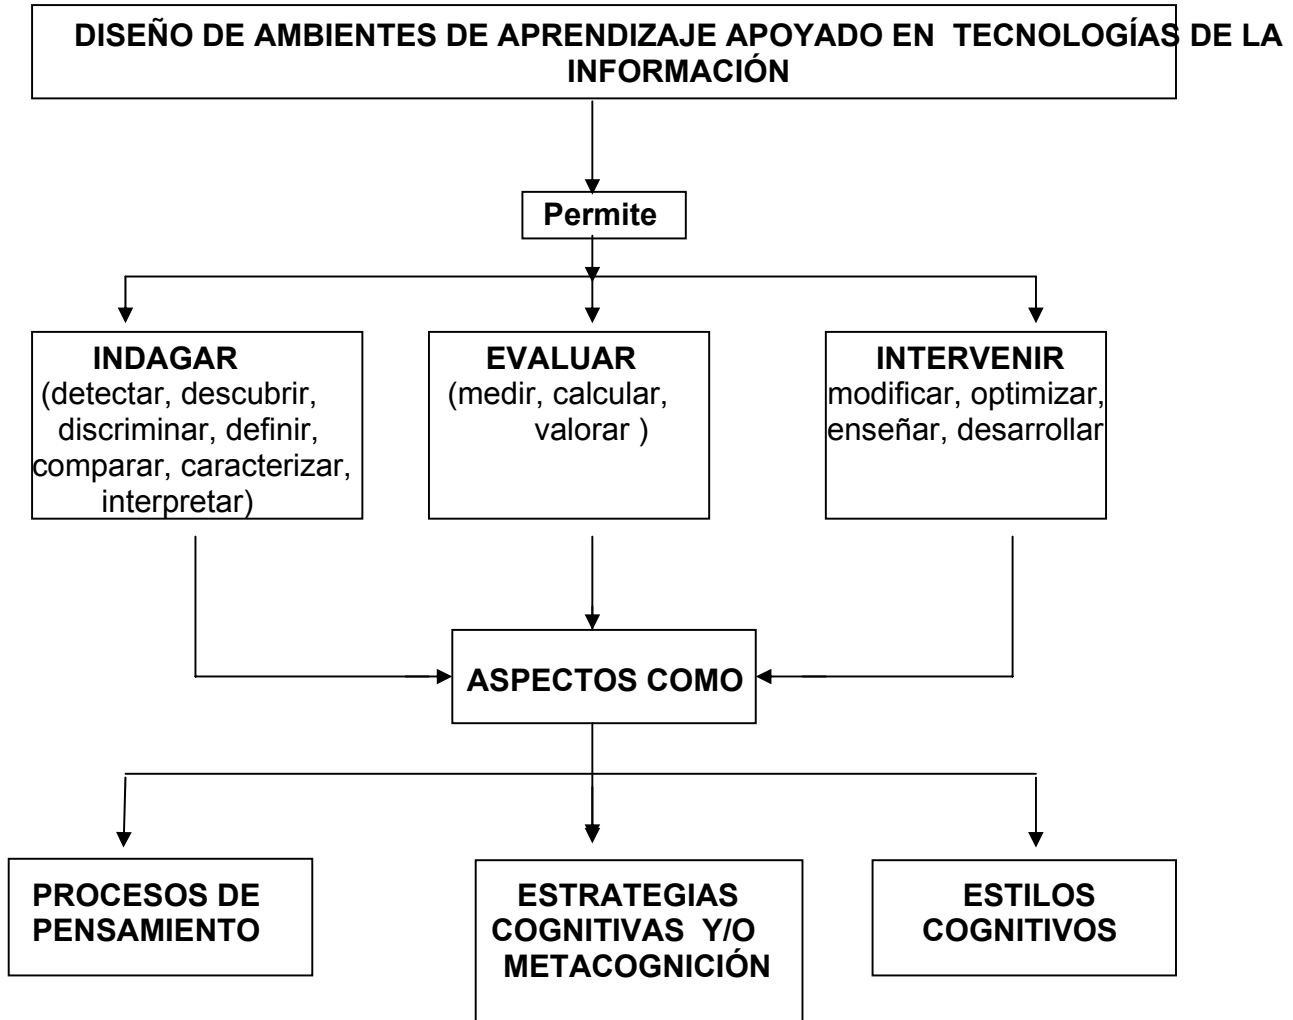 DISEÑO DE AMBIENTES DE APRENDIZAJE APOYADO EN TECNOLOGÍAS DE LA
INFORMACIÓN
Permite
INDAGAR
(detectar, descubrir,
discriminar, definir,
comparar, caracterizar,
interpretar)
EVALUAR
(medir, calcular,
valorar )
INTERVENIR
modificar, optimizar,
enseñar, desarrollar
ASPECTOS COMO
PROCESOS DE
PENSAMIENTO
ESTRATEGIAS
COGNITIVAS Y/O
METACOGNICIÓN
ESTILOS
COGNITIVOS